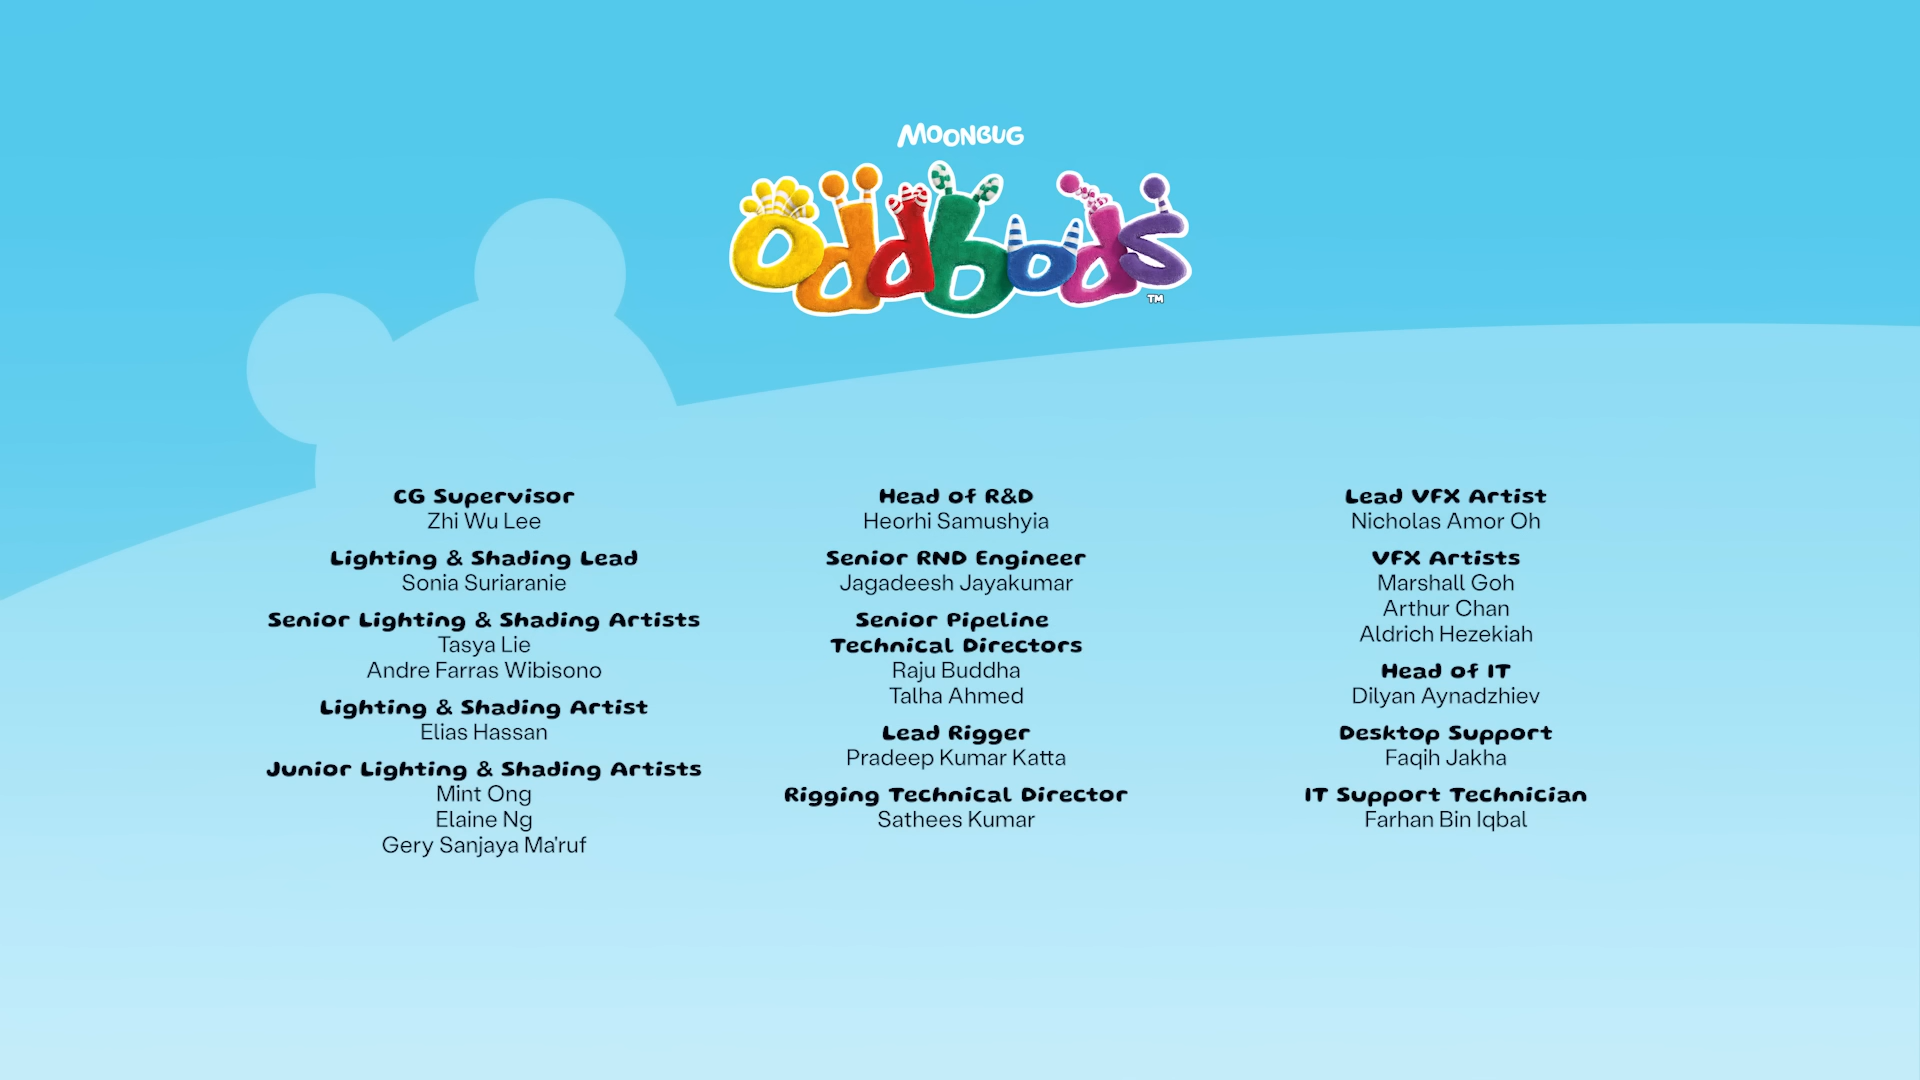 MOONBUG
Oddbods
TM
CG Supervisor
Zhi Wu Lee
Lighting & Shading Lead
Sonia Suriaranie
Senior Lighting & Shading Artists
Tasya Lie
Andre Farras Wibisono
Lighting & Shading Artist
Elias Hassan
Junior Lighting & Shading Artists
Mint Ong
Elaine Ng
Gery Sanjaya Ma'ruf
Head of R&D
Heorhi Samushyia
Senior RND Engineer
Jagadeesh Jayakumar
Senior Pipeline
Technical Directors
Raju Buddha
Talha Ahmed
Lead Rigger
Pradeep Kumar Katta
Rigging Technical Director
Sathees Kumar
Lead VFX Artist
Nicholas Amor Oh
VFX Artists
Marshall Goh
Arthur Chan
Aldrich Hezekiah
Head of IT
Dilyan Aynadzhiev
Desktop Support
Faqih Jakha
IT Support Technician
Farhan Bin Iqbal